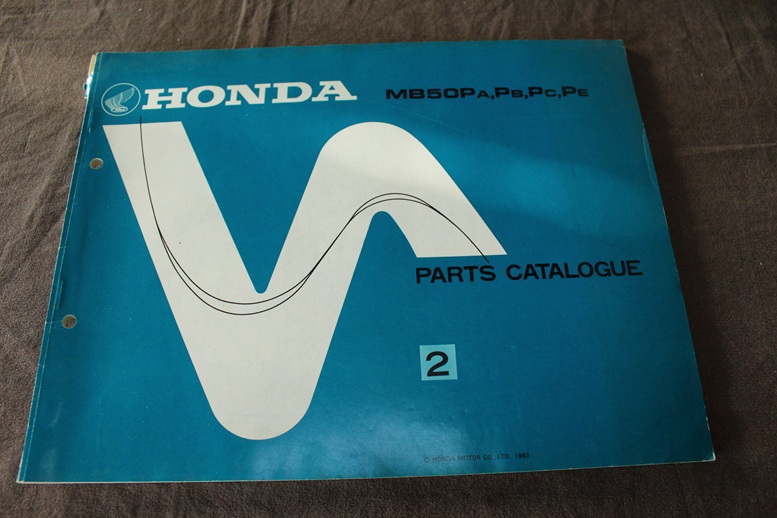 HONDA
MB50PA,PB,PC,PE
PARTS CATALOGUE
2
© HONDA MOTOR CO., LTD. 1983